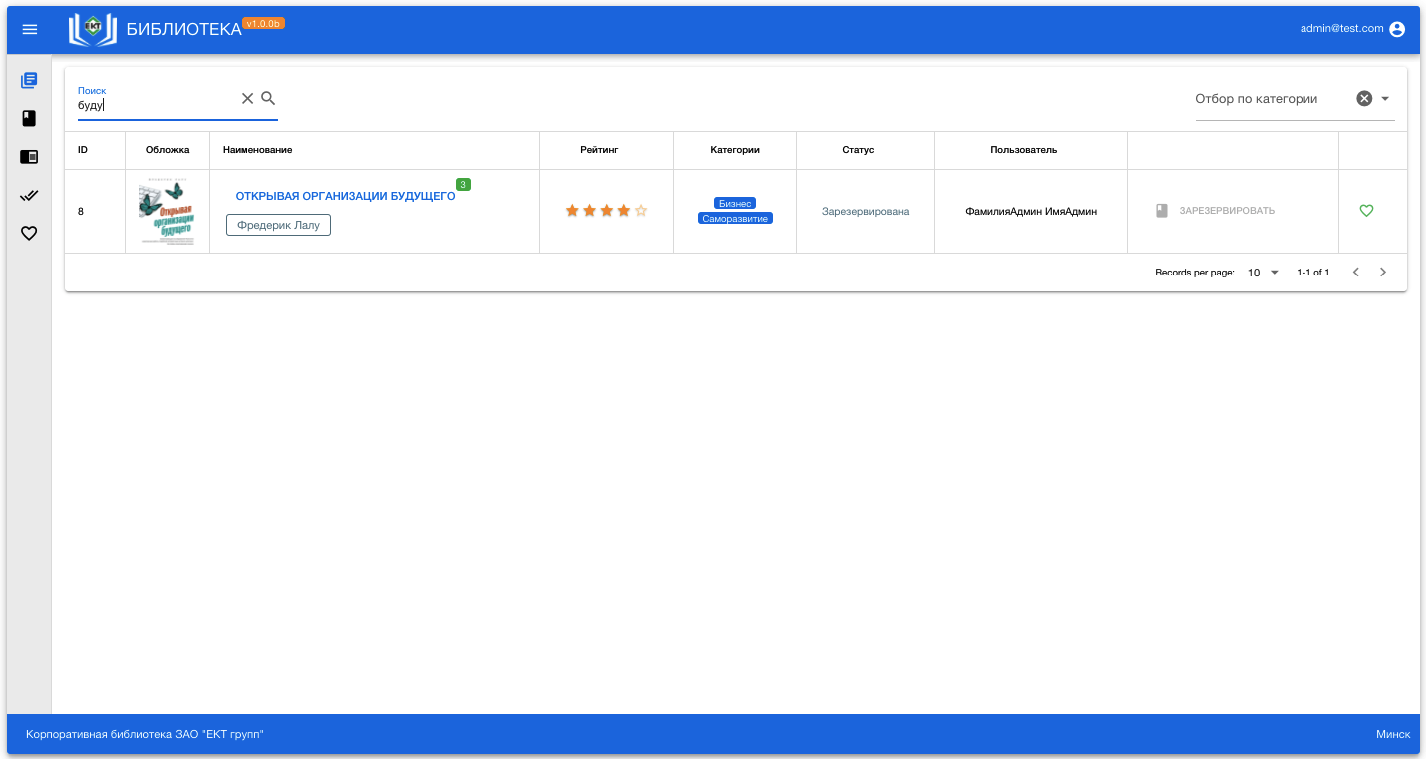 EKT БИБЛИОТЕКА v1.0.0b
admin@test.com
Поиск
буду
Отбор по категории
ID Обложка Наименование Рейтинг Категории Статус Пользователь
8
Открывая
организации
будущего
ОТКРЫВАЯ ОРГАНИЗАЦИИ БУДУЩЕГО 3
Фредерик Лалу
Бизнес
Саморазвитие
Зарезервирована
ФамилияАдмин ИмяАдмин
ЗАРЕЗЕРВИРОВАТЬ
Records per page: 10 1-1 of 1
Корпоративная библиотека ЗАО "ЕКТ групп"
Минск